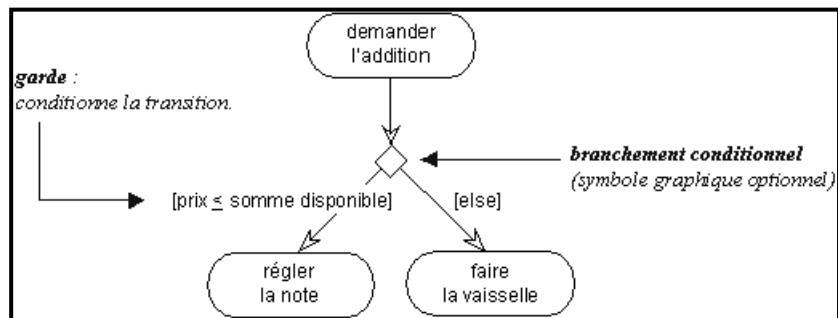 demander
l'addition
garde :
conditionne la transition.
branchement conditionnel
(symbole graphique optionnel)
[prix ≤ somme disponible]
[else]
régler
la note
faire
la vaisselle